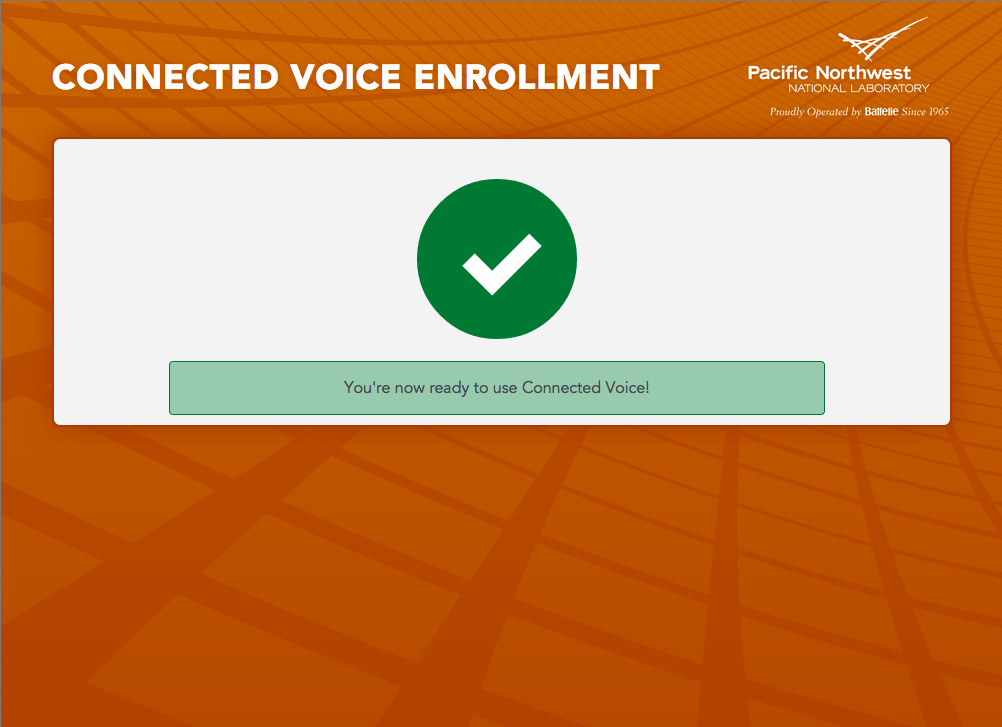 CONNECTED VOICE ENROLLMENT
Pacific Northwest
NATIONAL LABORATORY
Proudly Operated by Battelle Since 1965
You're now ready to use Connected Voice!